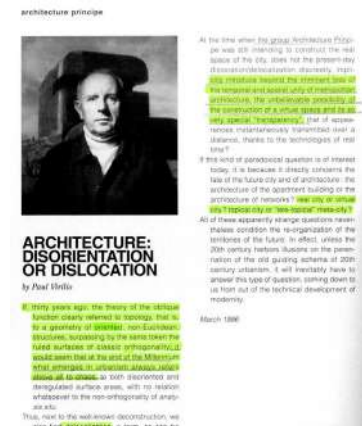 architecture principe
ARCHITECTURE:
DISORIENTATION
OR DISLOCATION
by Paul Virilio
If, thirty years ago, the theory of the oblique
function clearly referred to topology, that is,
to a geometry of oriented, non-Euclidean,
structures, surpassing by the same token the
ruled surfaces of classic orthogonality, it
would seem that at the end of the Millennium
what emerges in urbanism always refers
above all to chaos, to both disoriented and
deregulated surface areas, with no relation
whatsoever to the non-orthogonality of
Thus, next to the well-known deconstruction, we
At the time when the group Architecture Princi-
pe was still intending to construct the real
space of the city, does not the present-day
introduce beyond the imminent loss of
the temporal and spatial unity of metropolitan
architecture, the unbelievable possibility of
the construction of a virtual space and its so
very special "transparency", that of appea-
rances instantaneously transmitted over a
distance, thanks to the technologies of real
time?
If this kind of paradoxical question is of interest
today, it is because it directly concerns the
fate of the future city and of architecture: the
architecture of the apartment building or the
architecture of networks? real city or virtual
city? topical city or "tele-topical" meta-city?
All of these apparently strange questions never-
theless condition the re-organization of the
territories of the future. In effect, unless the
20th century harbors illusions on the
of the old guiding schema of 20th
century urbanism, it will inevitably have to
answer this type of question, coming down to
us from out of the technical development of
modernity.
March 1996